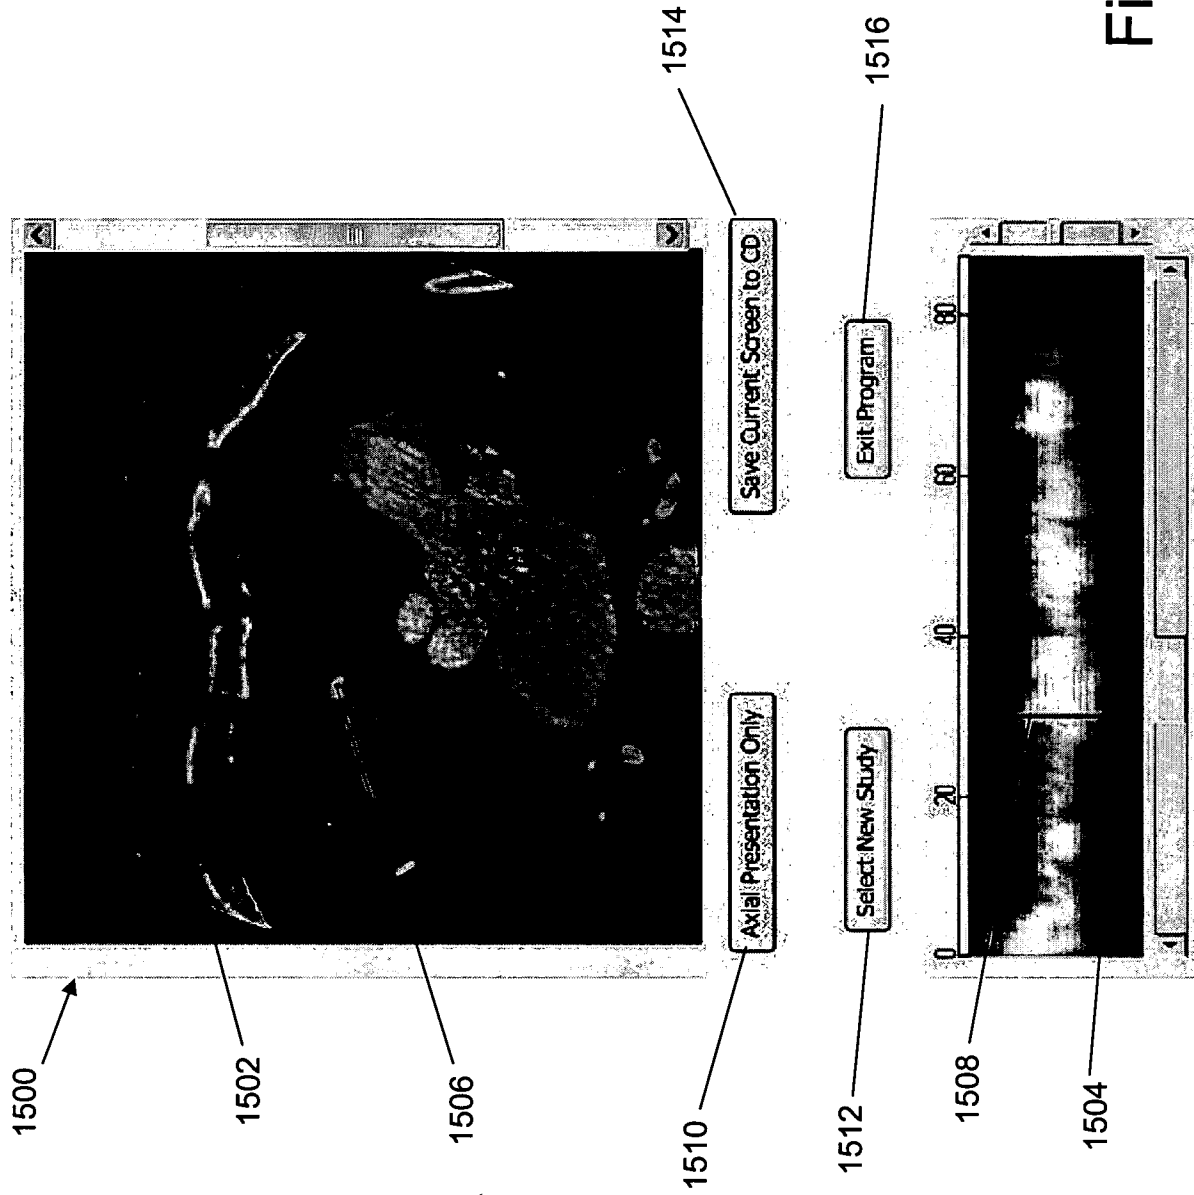 1500
1502
1506
1510
Axial Presentation Only
Save Current Screen to CD
1514
1512
Select New Study
Exit Program
1516
1508
0 20 40 60 80
1504
Fi